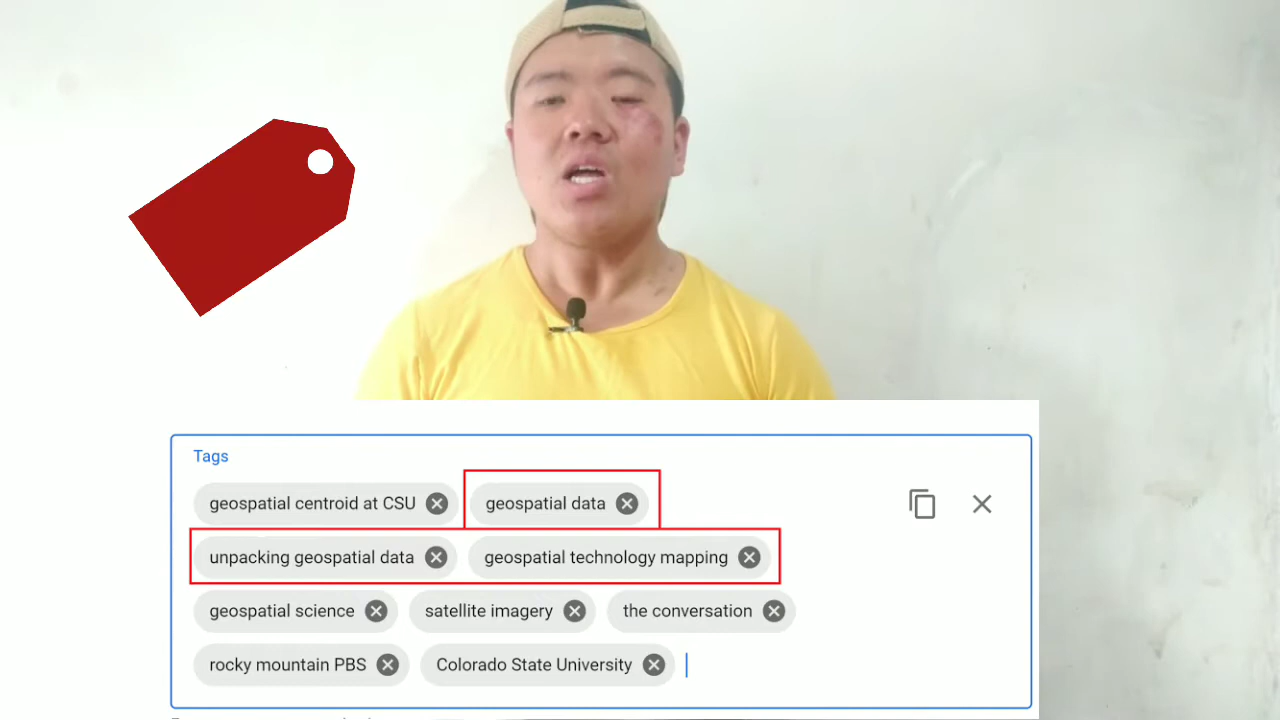 Tags
geospatial centroid at CSU geospatial data
unpacking geospatial data geospatial technology mapping
geospatial science satellite imagery the conversation
rocky mountain PBS Colorado State University